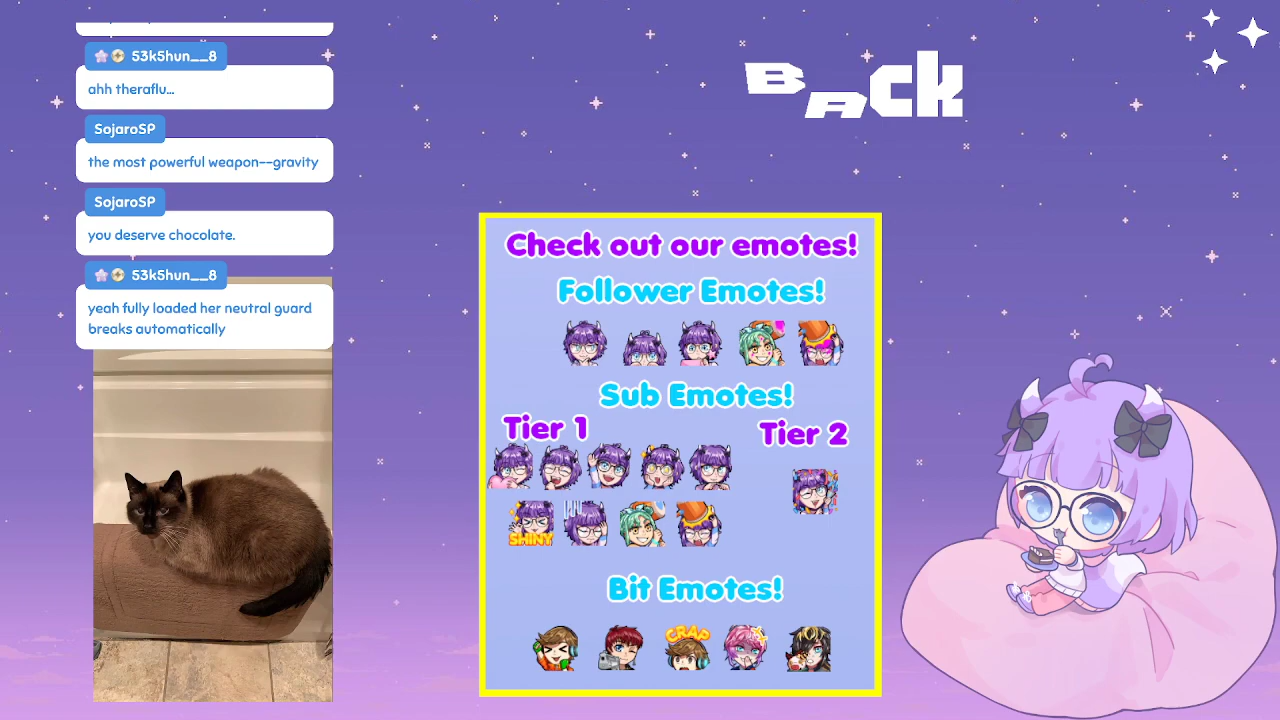 53k5hun__8
ahh theraflu...
SojaroSP
the most powerful weapon--gravity
SojaroSP
you deserve chocolate.
53k5hun__8
yeah fully loaded her neutral guard
breaks automatically
BAck
Check out our emotes!
Follower Emotes!
Sub Emotes!
Tier 1
Tier 2
SHINY
Bit Emotes!
CRAP